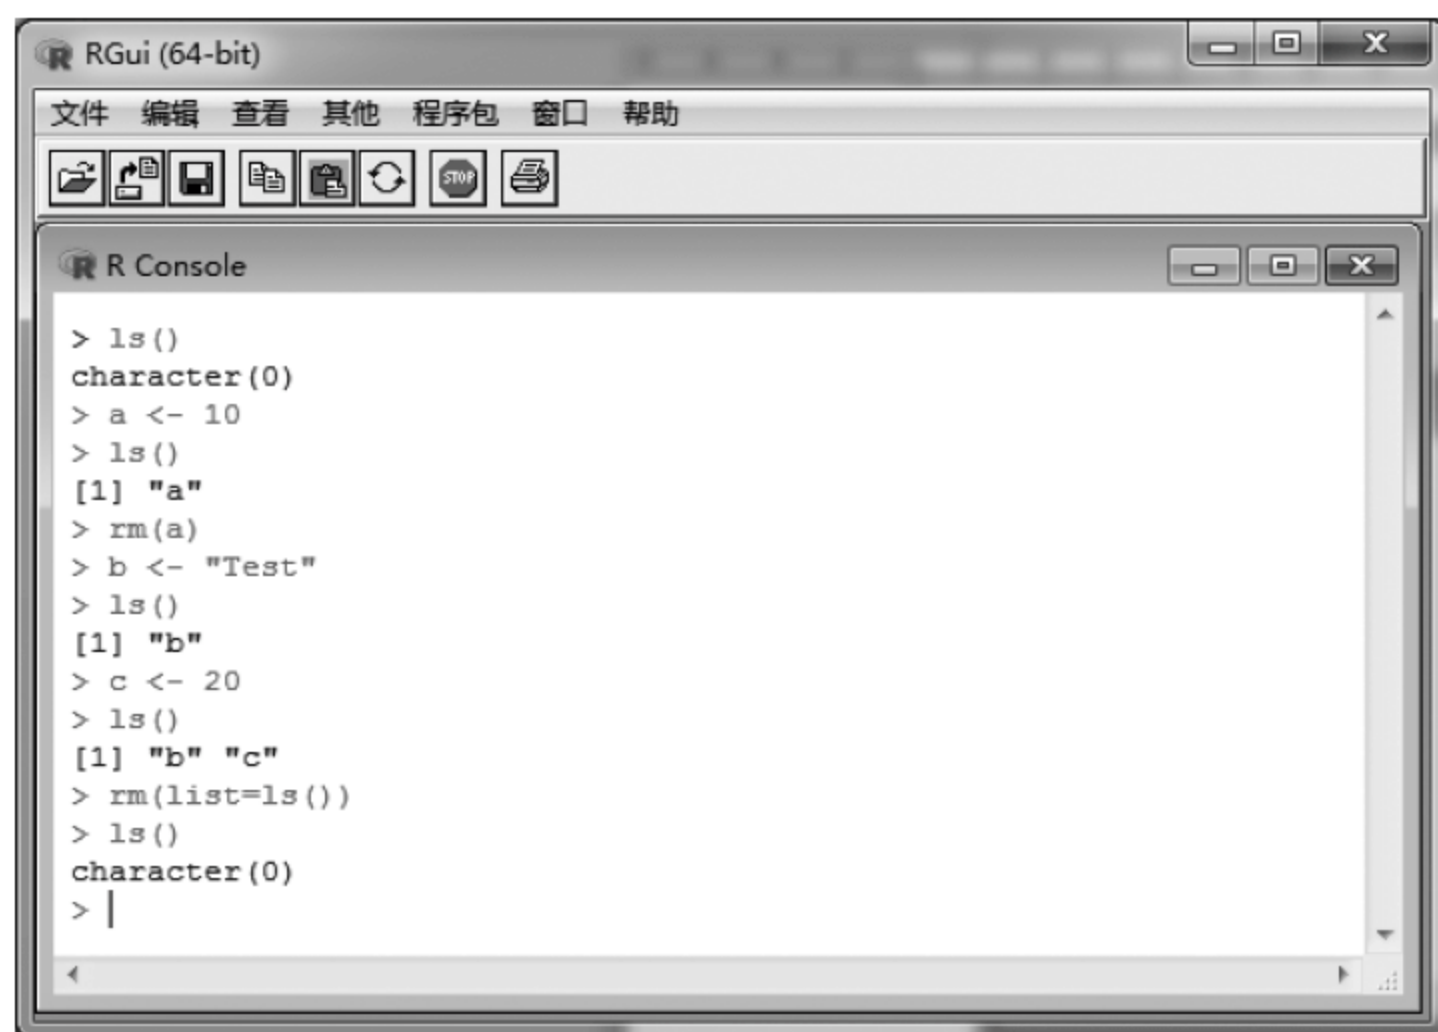 RGui (64-bit)
文件 编辑 查看 其他 程序包 窗口 帮助
STOP
R Console
> ls()
character(0)
> a <- 10
> ls()
[1] "a"
> rm(a)
> b <- "Test"
> ls()
[1] "b"
> c <- 20
> ls()
[1] "b" "c"
> rm(list=ls())
> ls()
character(0)
>